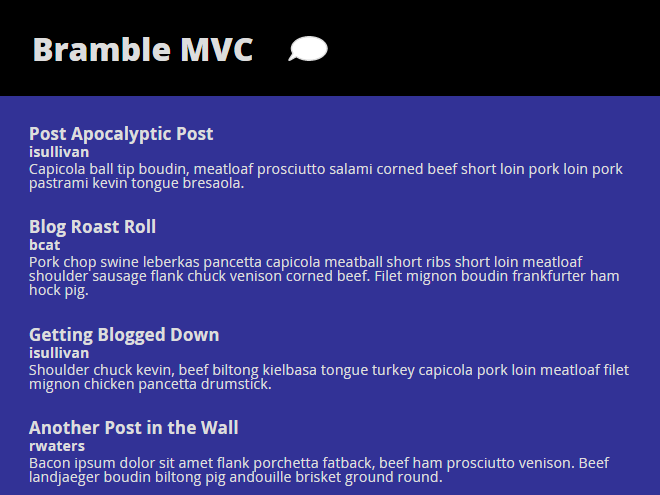 Bramble MVC
Post Apocalyptic Post
isullivan
Capicola ball tip boudin, meatloaf prosciutto salami corned beef short loin pork loin pork
pastrami kevin tongue bresaola.
Blog Roast Roll
bcat
Pork chop swine leberkas pancetta capicola meatball short ribs short loin meatloaf
shoulder sausage flank chuck venison corned beef. Filet mignon boudin frankfurter ham
hock pig.
Getting Blogged Down
isullivan
Shoulder chuck kevin, beef biltong kielbasa tongue turkey capicola pork loin meatloaf filet
mignon chicken pancetta drumstick.
Another Post in the Wall
rwaters
Bacon ipsum dolor sit amet flank porchetta fatback, beef ham prosciutto venison. Beef
landjaeger boudin biltong pig andouille brisket ground round.